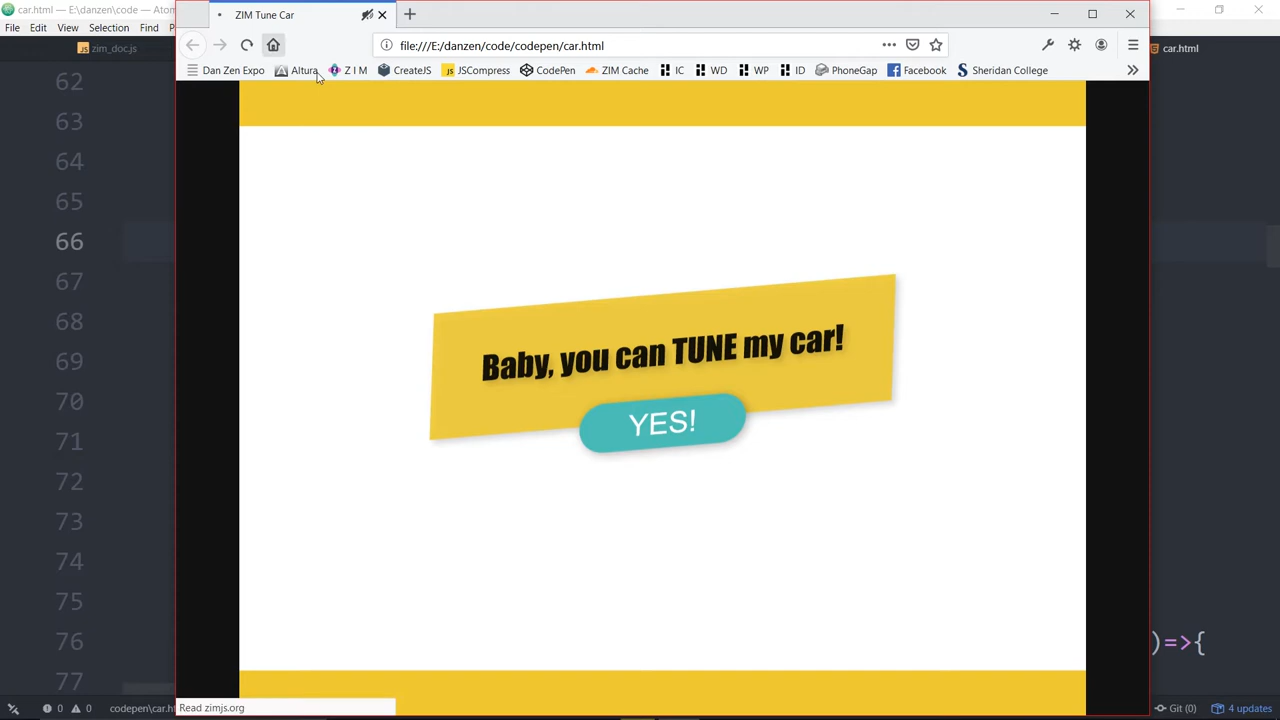 car.html — E:\danzen\code — Atom
File Edit View Selection Find
zim_doc.js
car.html
ZIM Tune Car
file:///E:/danzen/code/codepen/car.html
Dan Zen Expo Altura Z I M CreateJS JSCompress CodePen ZIM Cache IC WD WP ID PhoneGap Facebook Sheridan College
62
63
64
65
66
67
68
69
70
71
72
73
74
75
76
77
Baby, you can TUNE my car!
YES!
)=>{
Read zimjs.org
0 0 codepen\car.ht
Git (0) 4 updates